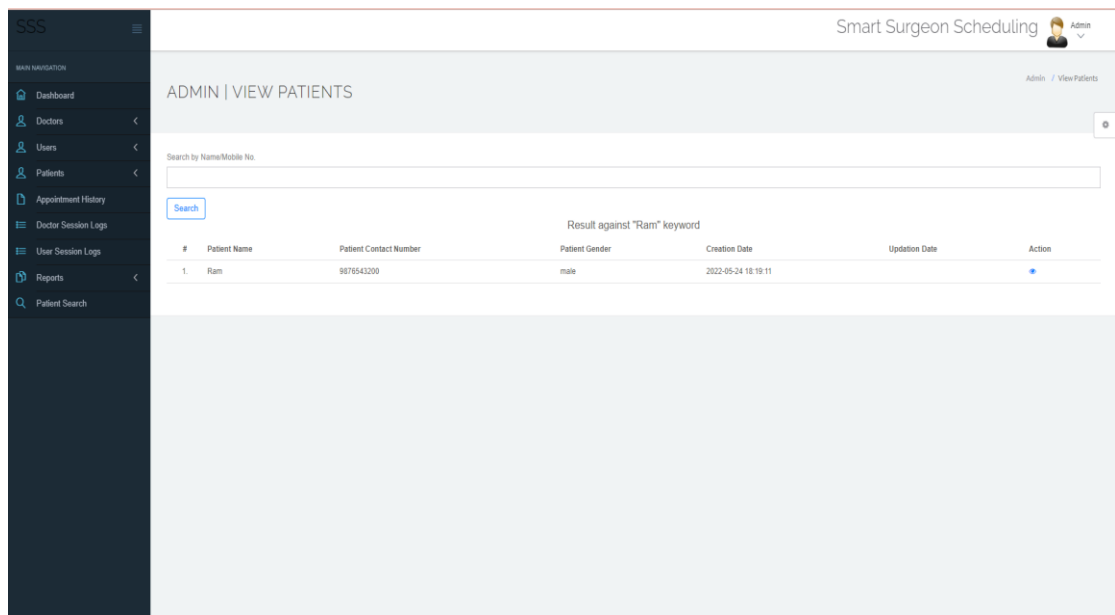 SSS
Smart Surgeon Scheduling
Admin
MAIN NAVIGATION
Dashboard
Doctors
Users
Patients
Appointment History
Doctor Session Logs
User Session Logs
Reports
Patient Search
ADMIN | VIEW PATIENTS
Admin / View Patients
Search by Name/Mobile No.
Search
Result against "Ram" keyword
# Patient Name Patient Contact Number Patient Gender Creation Date Updation Date Action
1. Ram 9876543200 male 2022-05-24 18:19:11